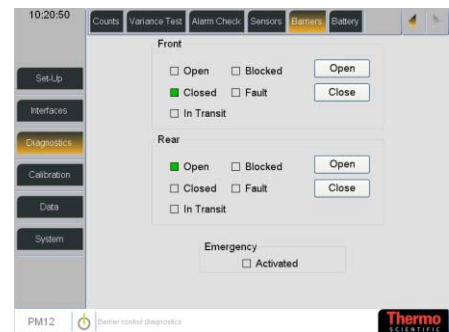 10:20:50
Counts Variance Test Alarm Check Sensors Barriers Battery
Front
Set-Up
Open Blocked Open
Closed Fault Close
Interfaces
In Transit
Diagnostics
Rear
Open Blocked Open
Calibration
Closed Fault Close
Data
In Transit
System
Emergency
Activated
PM12 Barrier control diagnostics
Thermo
SCIENTIFIC